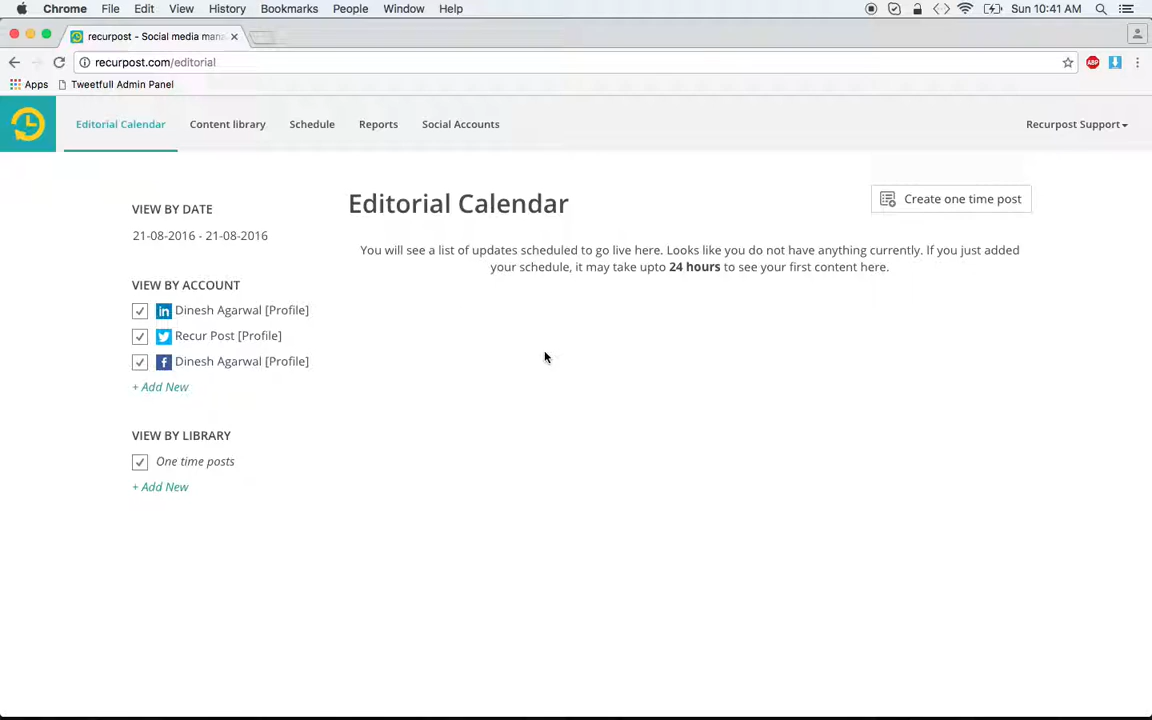 Chrome File Edit View History Bookmarks People Window Help Sun 10:41 AM
recurpost - Social media mana
recurpost.com/editorial
ABP
Apps Tweetfull Admin Panel
Editorial Calendar Content library Schedule Reports Social Accounts Recurpost Support
VIEW BY DATE
21-08-2016 - 21-08-2016
Editorial Calendar
Create one time post
You will see a list of updates scheduled to go live here. Looks like you do not have anything currently. If you just added
your schedule, it may take upto 24 hours to see your first content here.
VIEW BY ACCOUNT
in Dinesh Agarwal [Profile]
Recur Post [Profile]
f Dinesh Agarwal [Profile]
+ Add New
VIEW BY LIBRARY
One time posts
+ Add New